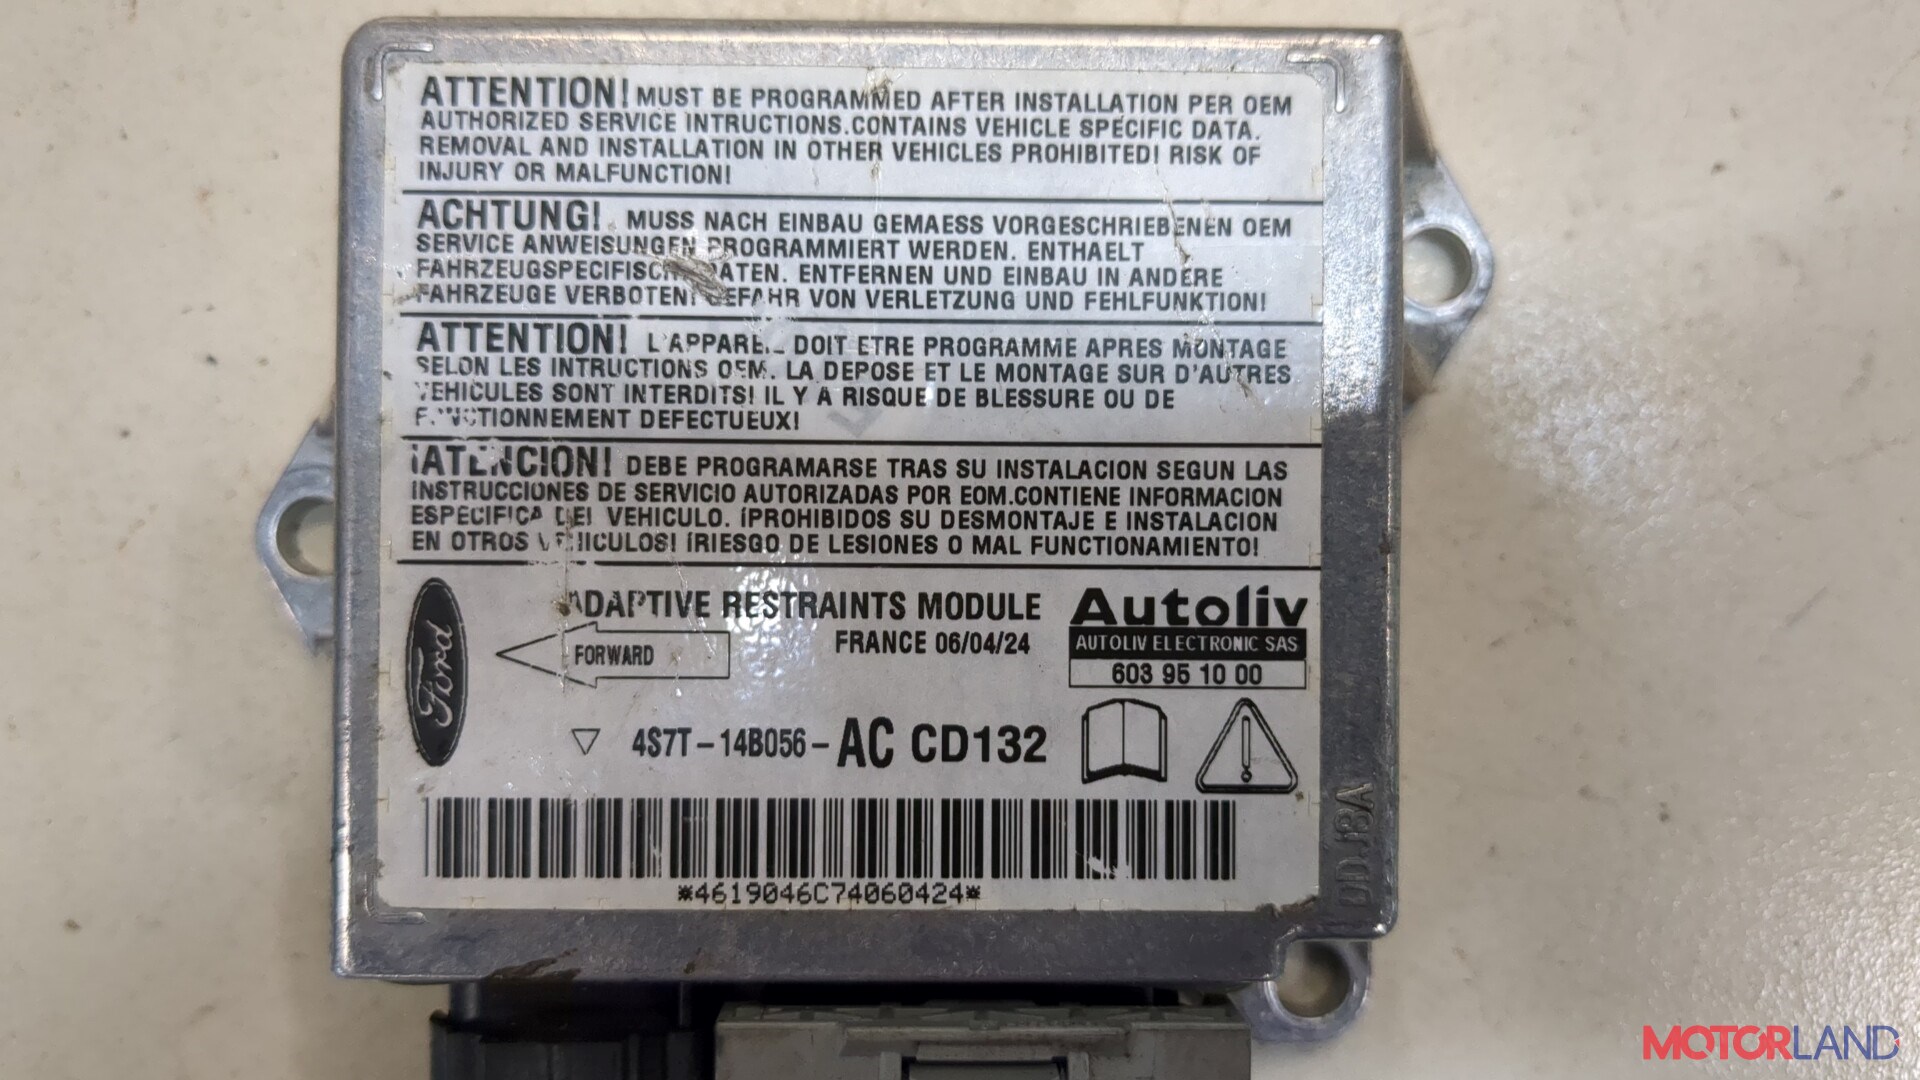 ATTENTION! MUST BE PROGRAMMED AFTER INSTALLATION PER OEM
AUTHORIZED SERVICE INTRUCTIONS.CONTAINS VEHICLE SPECIFIC DATA.
REMOVAL AND INSTALLATION IN OTHER VEHICLES PROHIBITED! RISK OF
INJURY OR MALFUNCTION!
ACHTUNG! MUSS NACH EINBAU GEMAESS VORGESCHRIEBENEN OEM
SERVICE ANWEISUNGEN PROGRAMMIERT WERDEN. ENTHAELT
FAHRZEUGSPECIFISCH DATEN. ENTFERNEN UND EINBAU IN ANDERE
FAHRZEUGE VERBOTEN! GEFAHR VON VERLETZUNG UND FEHLFUNKTION!
ATTENTION! L'APPAREIL DOIT ETRE PROGRAMME APRES MONTAGE
SELON LES INTRUCTIONS OEM. LA DEPOSE ET LE MONTAGE SUR D'AUTRES
VEHICULES SONT INTERDITS! IL Y A RISQUE DE BLESSURE OU DE
FONCTIONNEMENT DEFECTUEUX!
¡ATENCION! DEBE PROGRAMARSE TRAS SU INSTALACION SEGUN LAS
INSTRUCCIONES DE SERVICIO AUTORIZADAS POR EOM.CONTIENE INFORMACION
ESPECIFICA DEL VEHICULO. ¡PROHIBIDOS SU DESMONTAJE E INSTALACION
EN OTROS VEHICULOS! ¡RIESGO DE LESIONES O MAL FUNCTIONAMIENTO!
Ford
ADAPTIVE RESTRAINTS MODULE
FRANCE 06/04/24
FORWARD
Autoliv
AUTOLIV ELECTRONIC SAS
603 95 10 00
4S7T-14B056-AC CD132
*4619046C74060424*
MOTORLAND